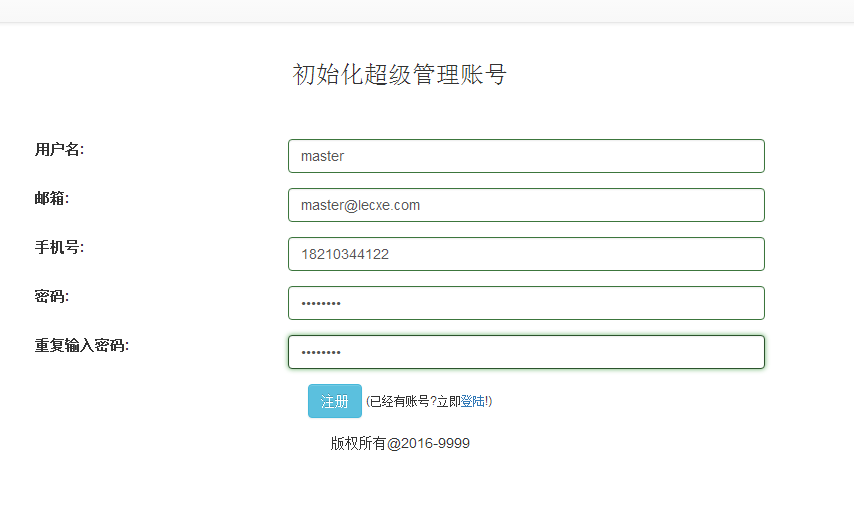 初始化超级管理账号
用户名: master
邮箱: master@lecxe.com
手机号: 18210344122
密码: ••••••••
重复输入密码: ••••••••
注册 (已经有账号?立即登陆!)
版权所有@2016-9999